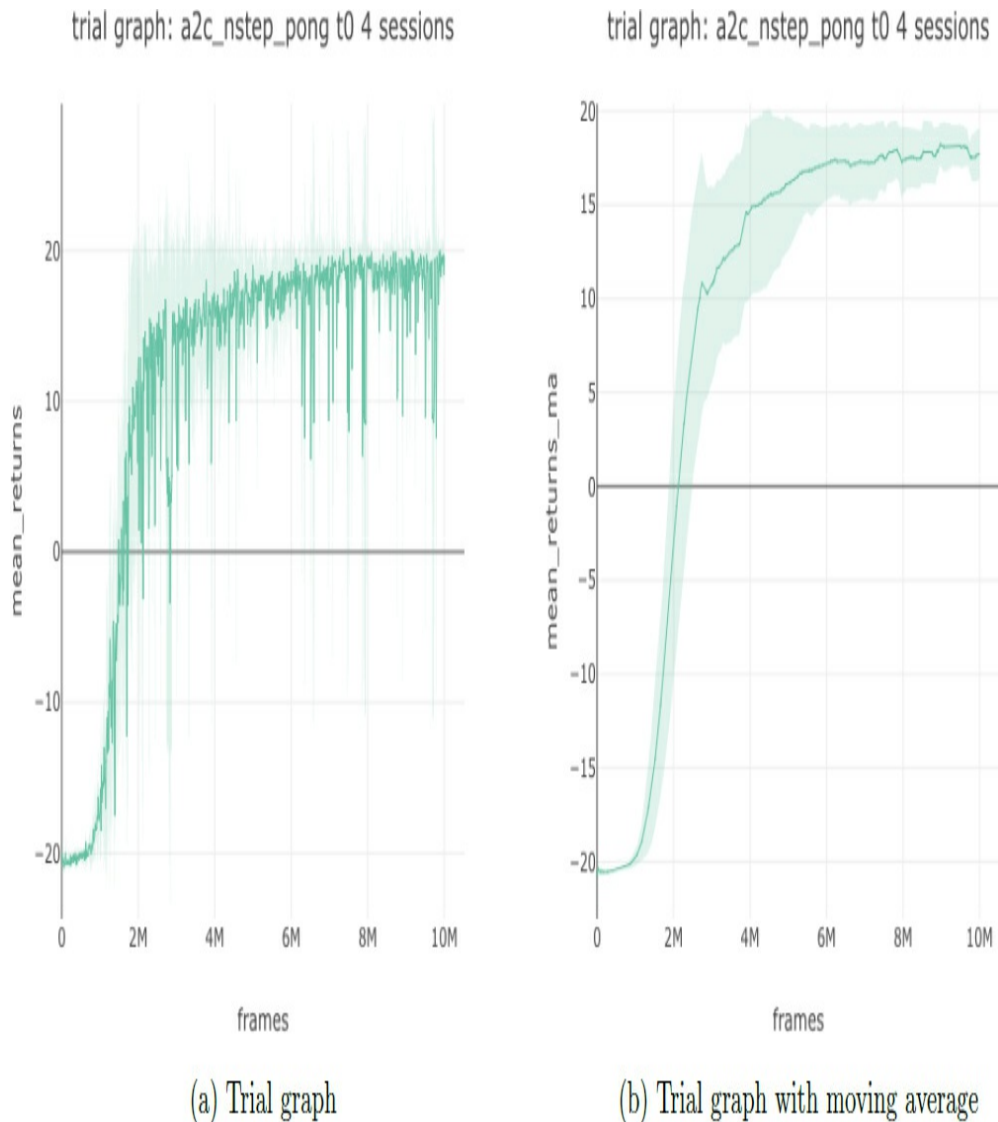 trial graph: a2c_nstep_pong t0 4 sessions
mean_returns
20
10
0
−10
−20
0 2M 4M 6M 8M 10M
frames
(a) Trial graph
trial graph: a2c_nstep_pong t0 4 sessions
mean_returns_ma
20
15
10
5
0
−5
−10
−15
−20
0 2M 4M 6M 8M 10M
frames
(b) Trial graph with moving average